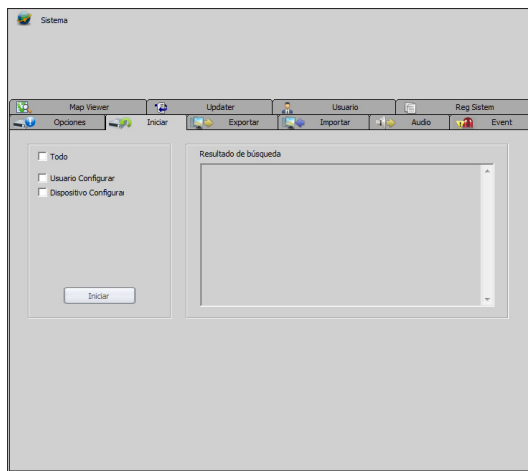 Sistema
Map Viewer Updater Usuario Reg Sistem
Opciones Iniciar Exportar Importar Audio Event
Todo
Resultado de búsqueda
Usuario Configurar
Dispositivo Configurar
Iniciar